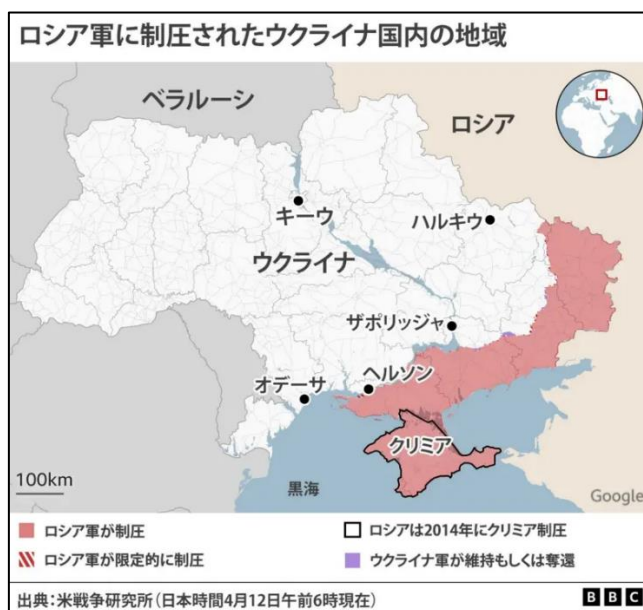 ロシア軍に制圧されたウクライナ国内の地域
ベラルーシ
ロシア
キーウ
ハルキウ
ウクライナ
ザポリッジャ
ヘルソン
オデーサ
クリミア
100km
黒海
Google
ロシア軍が制圧
ロシアは2014年にクリミア制圧
ロシア軍が限定的に制圧
ウクライナ軍が維持もしくは奪還
出典：米戦争研究所（日本時間4月12日午前6時現在）
BBC